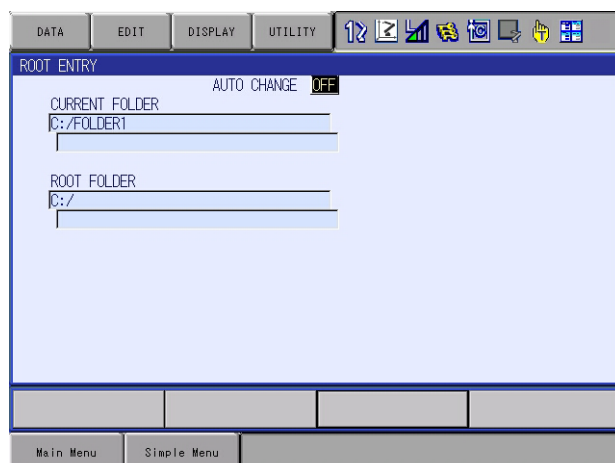 DATA EDIT DISPLAY UTILITY
ROOT ENTRY
AUTO CHANGE OFF
CURRENT FOLDER
C:/FOLDER1
ROOT FOLDER
C:/
Main Menu Simple Menu